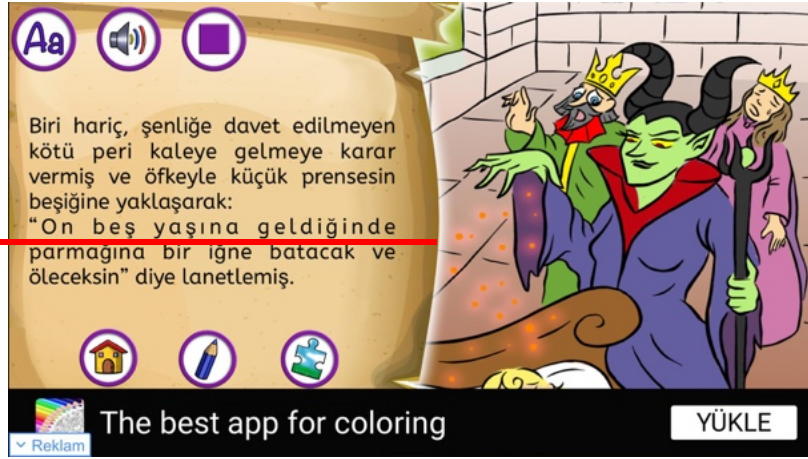 Aa
Biri hariç, şenliğe davet edilmeyen
kötü peri kaleye gelmeye karar
vermiş ve öfkeyle küçük prensesin
beşiğine yaklaşarak:
“On beş yaşına geldiğinde
parmağına bir iğne batacak ve
öleceksin” diye lanetlemiş.
The best app for coloring
YÜKLE
Reklam